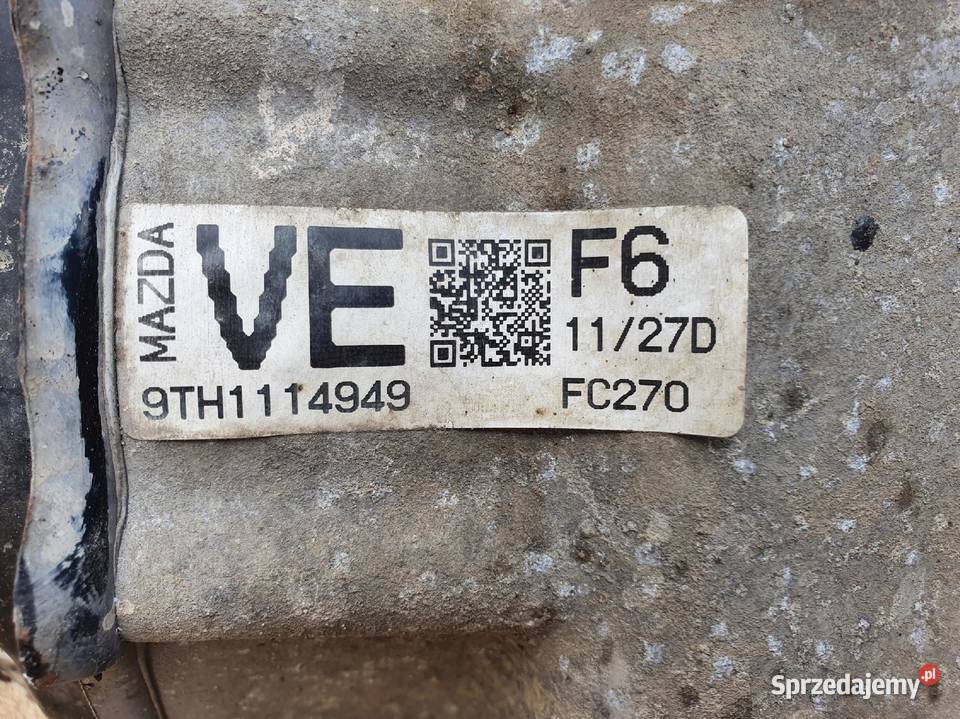 MAZDA
VE
F6
11/27D
9TH1114949
FC270
Sprzedajemy.pl